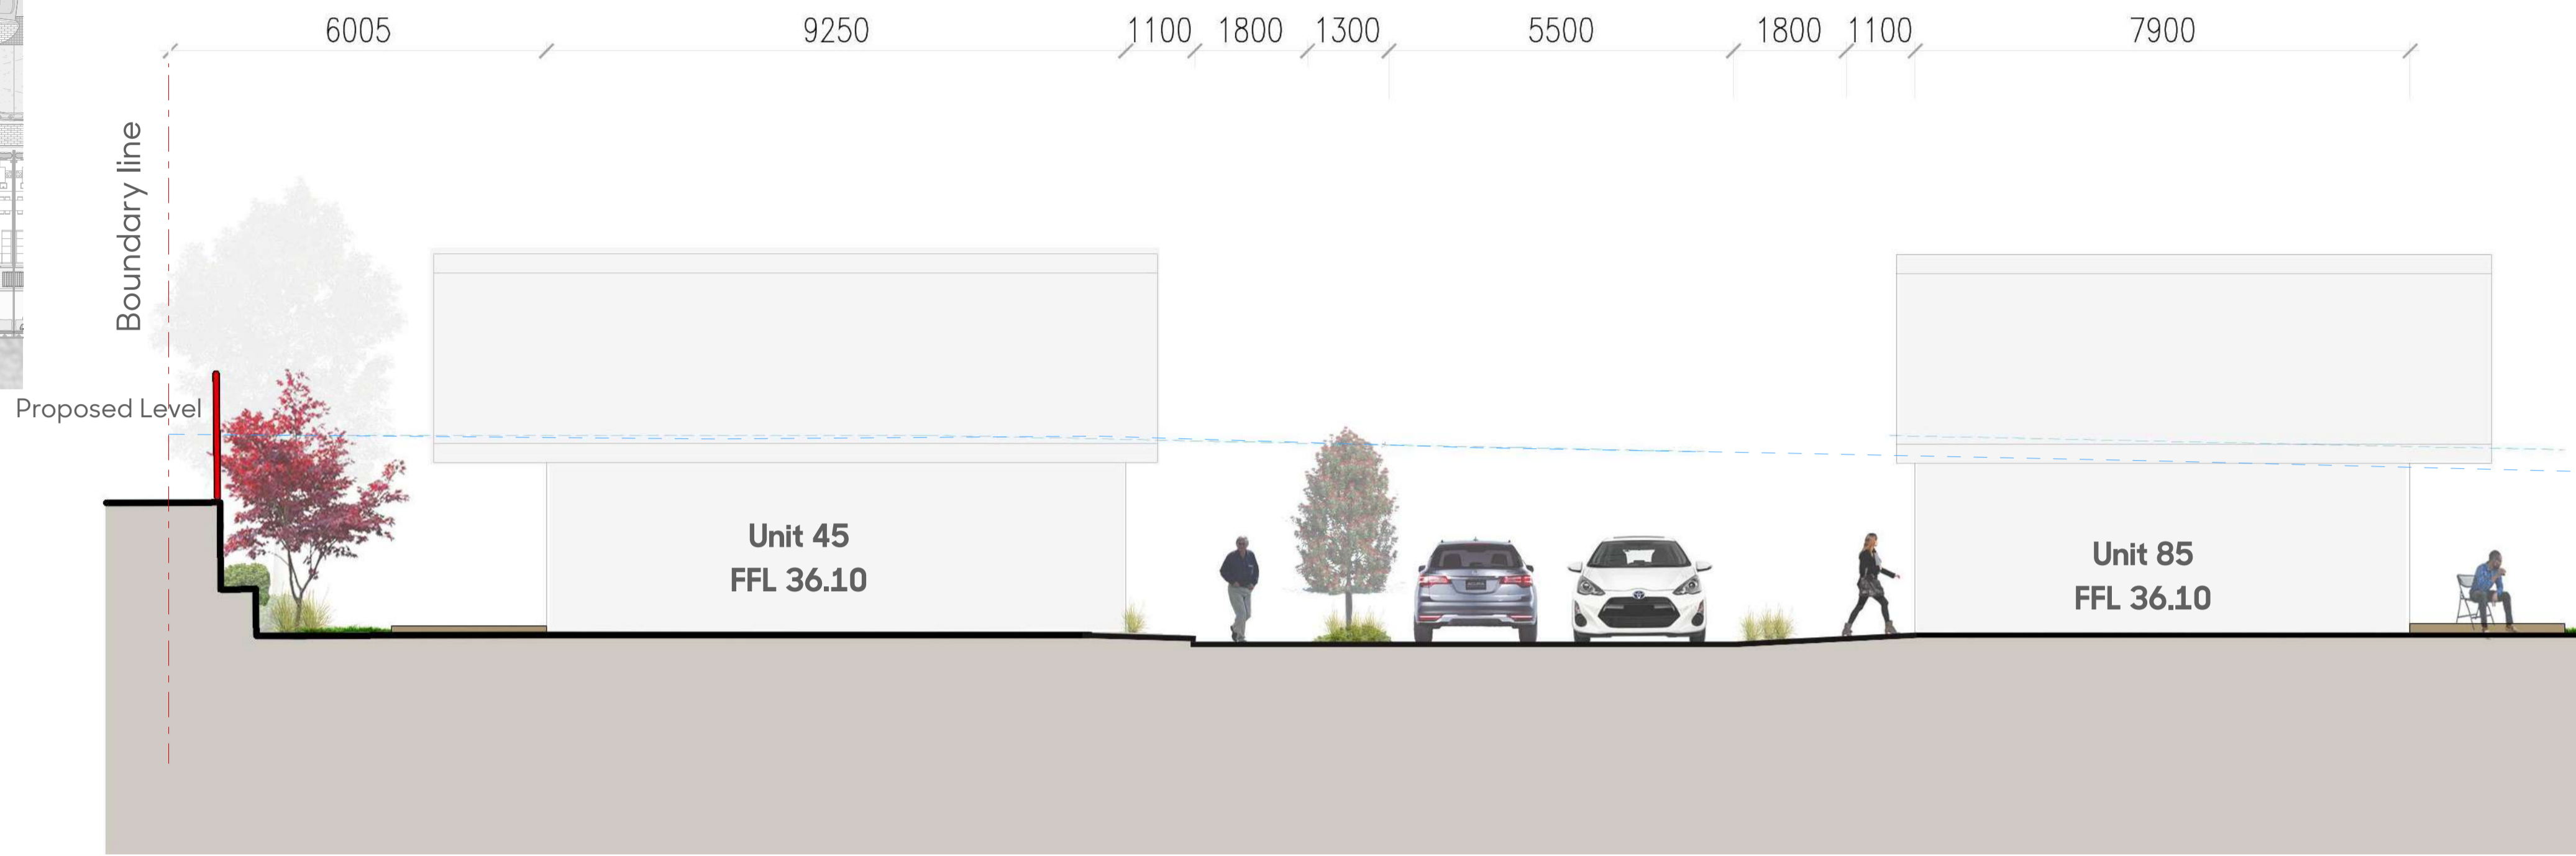 6005 9250 1100 1800 1300 5500 1800 1100 7900
Boundary line
Proposed Level
Unit 45
FFL 36.10
Unit 85
FFL 36.10